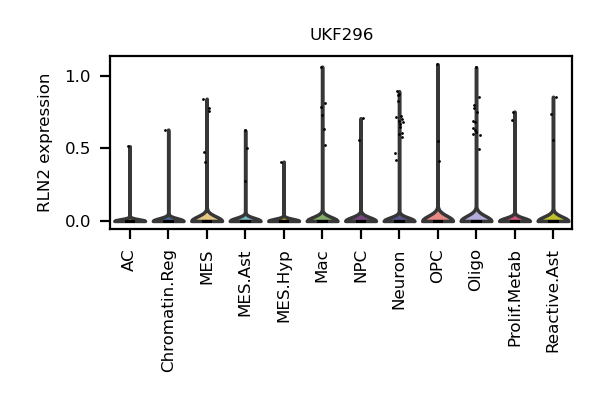 UKF296
RLN2 expression
1.0
0.5
0.0
AC
Chromatin.Reg
MES
MES.Ast
MES.Hyp
Mac
NPC
Neuron
OPC
Oligo
Prolif.Metab
Reactive.Ast